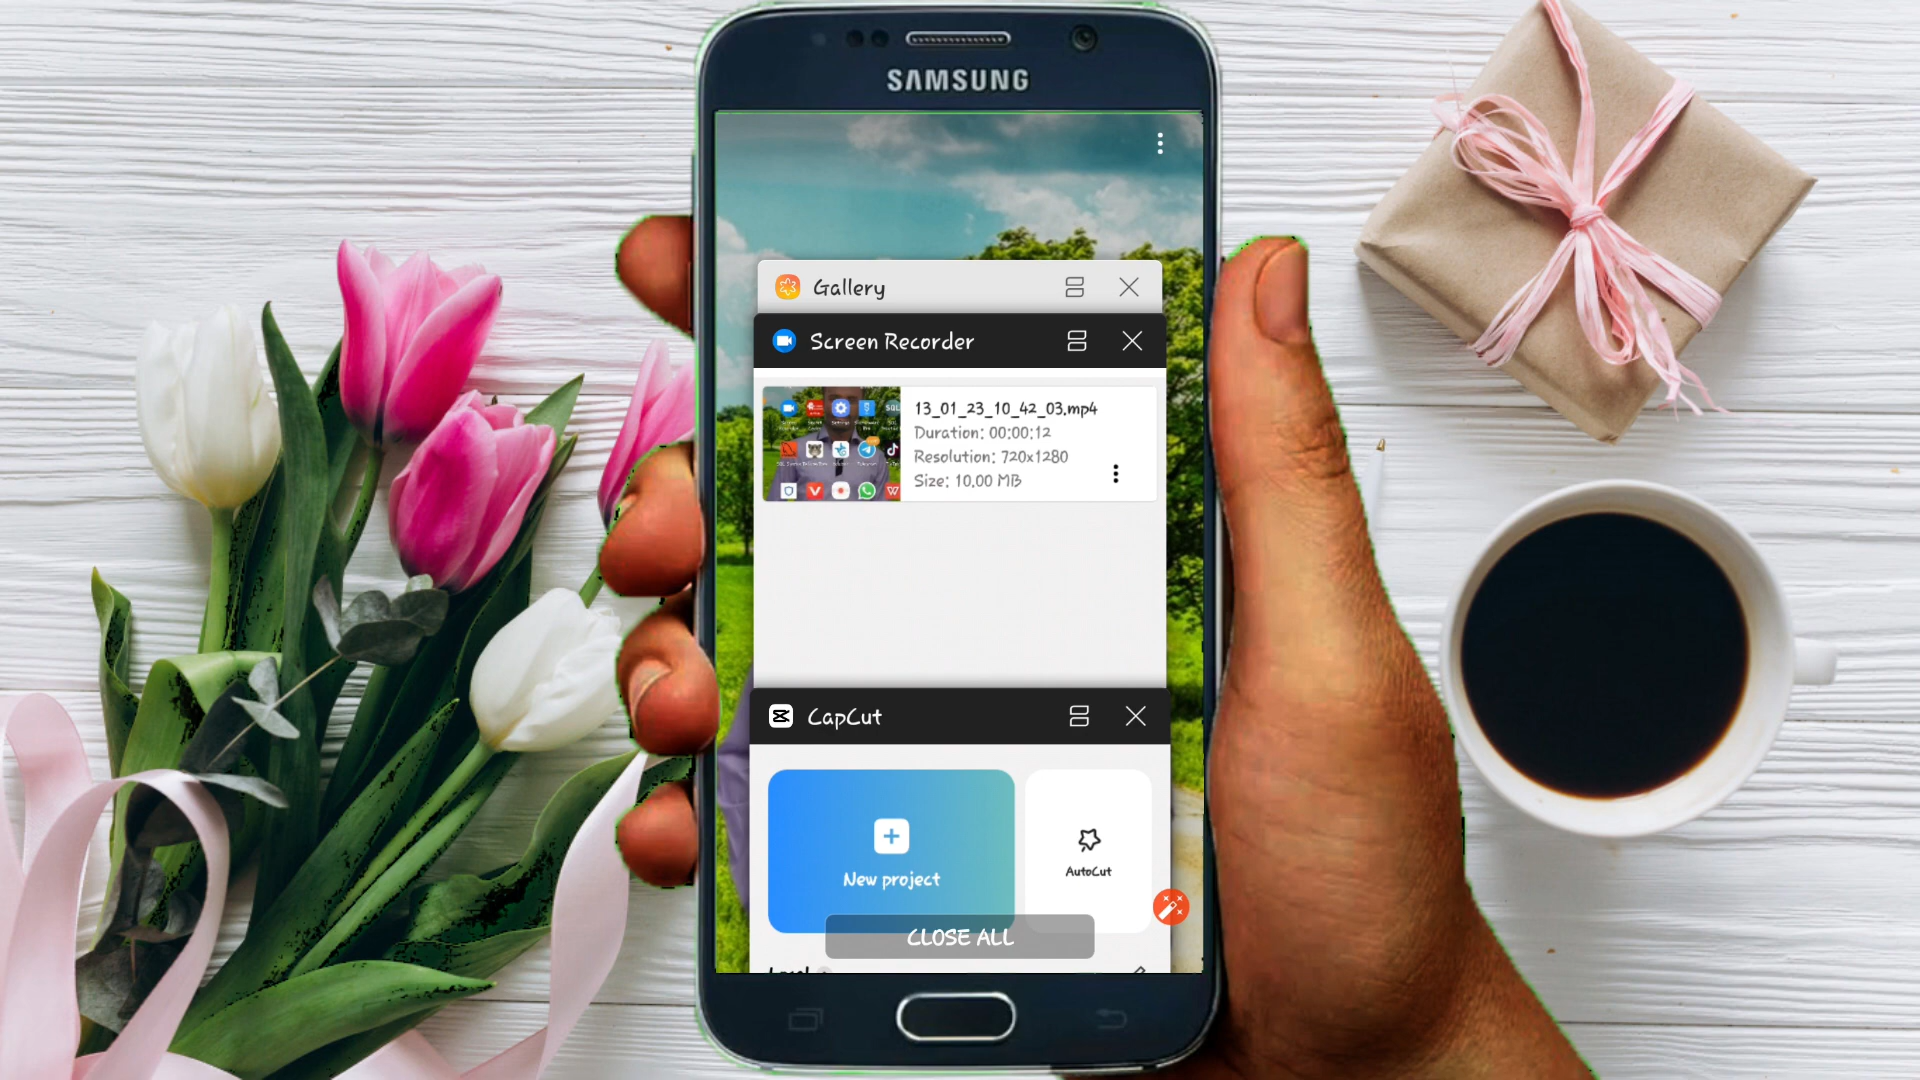 SAMSUNG
Gallery
Screen Recorder
13_01_23_10_42_03.mp4
Duration: 00:00:12
Resolution: 720x1280
Size: 10.00 MB
CapCut
New project
AutoCut
CLOSE ALL